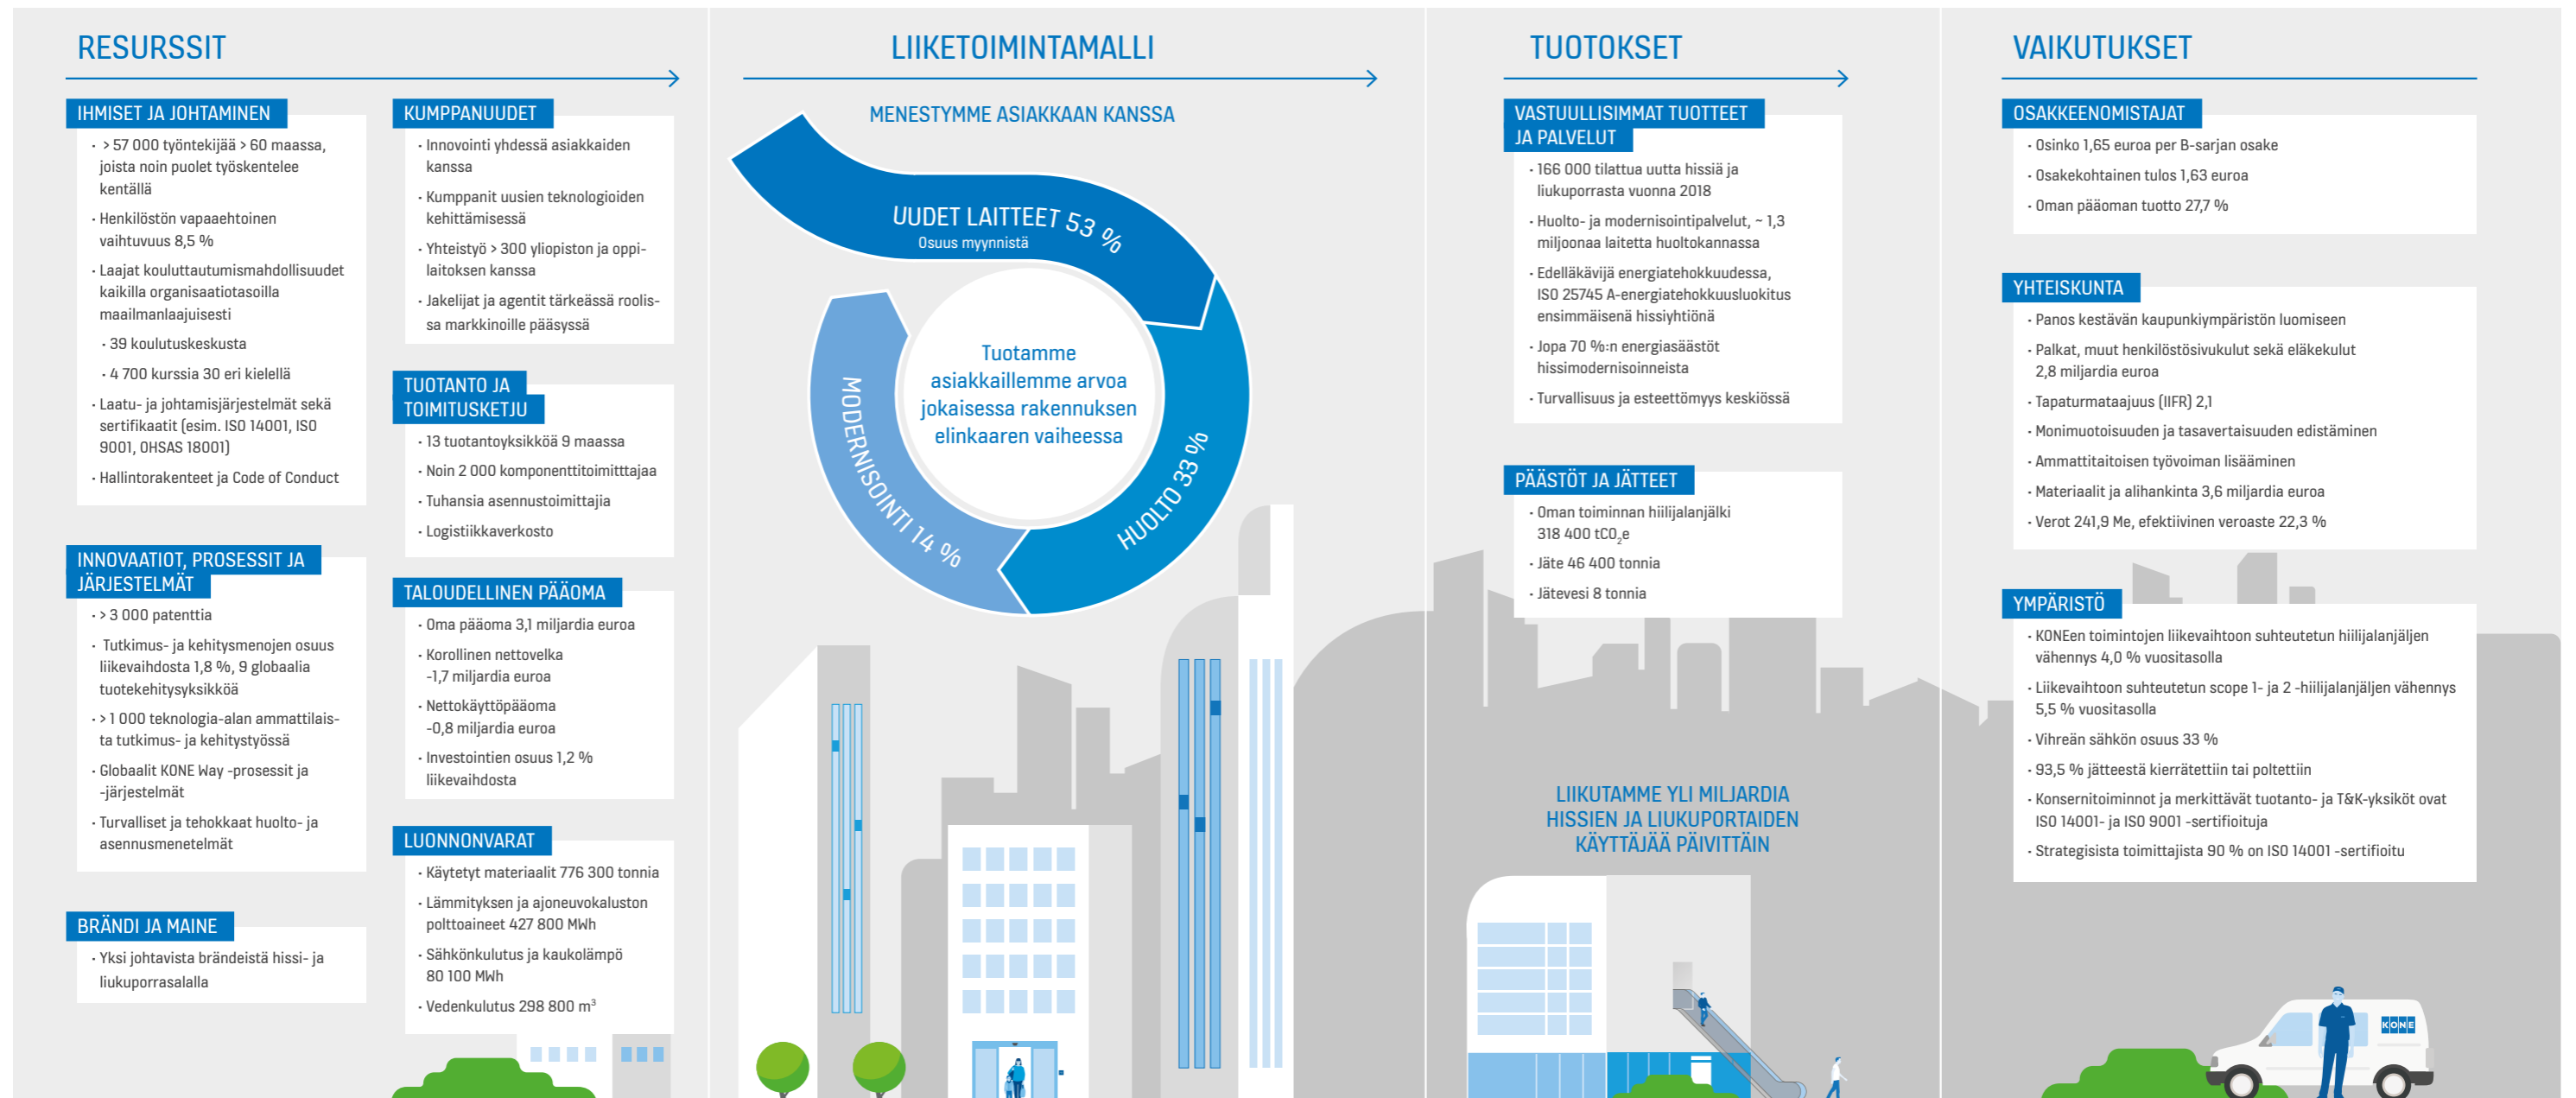 RESURSSIT
IHMISET JA JOHTAMINEN
· > 57 000 työntekijää > 60 maassa,
joista noin puolet työskentelee
kentällä
· Henkilöstön vapaaehtoinen
vaihtuvuus 8,5 %
· Laajat kouluttautumismahdollisuudet
kaikilla organisaatiotasoilla
maailmanlaajuisesti
· 39 koulutuskeskusta
· 4 700 kurssia 30 eri kielellä
· Laatu- ja johtamisjärjestelmät sekä
sertifikaatit (esim. ISO 14001, ISO
9001, OHSAS 18001)
· Hallintorakenteet ja Code of Conduct
INNOVAATIOT, PROSESSIT JA
JÄRJESTELMÄT
· > 3 000 patenttia
· Tutkimus- ja kehitysmenojen osuus
liikevaihdosta 1,8 %, 9 globaalia
tuotekehitysyksikköä
· > 1 000 teknologia-alan ammattilais-
ta tutkimus- ja kehitystyössä
· Globaalit KONE Way -prosessit ja
-järjestelmät
· Turvalliset ja tehokkaat huolto- ja
asennusmenetelmät
BRÄNDI JA MAINE
· Yksi johtavista brändeistä hissi- ja
liukuporrasalalla
KUMPPANUUDET
· Innovointi yhdessä asiakkaiden
kanssa
· Kumppanit uusien teknologioiden
kehittämisessä
· Yhteistyö > 300 yliopiston ja oppi-
laitoksen kanssa
· Jakelijat ja agentit tärkeässä roolis-
sa markkinoille pääsyssä
TUOTANTO JA
TOIMITUSKETJU
· 13 tuotantoyksikköä 9 maassa
· Noin 2 000 komponenttitoimitttajaa
· Tuhansia asennustoimittajia
· Logistiikkaverkosto
TALOUDELLINEN PÄÄOMA
· Oma pääoma 3,1 miljardia euroa
· Korollinen nettovelka
-1,7 miljardia euroa
· Nettokäyttöpääoma
-0,8 miljardia euroa
· Investointien osuus 1,2 %
liikevaihdosta
LUONNONVARAT
· Käytetyt materiaalit 776 300 tonnia
· Lämmityksen ja ajoneuvokaluston
polttoaineet 427 800 MWh
· Sähkönkulutus ja kaukolämpö
80 100 MWh
· Vedenkulutus 298 800 m³
LIIKETOIMINTAMALLI
MENESTYMME ASIAKKAAN KANSSA
UUDET LAITTEET 53 %
Osuus myynnistä
HUOLTO 33 %
MODERNISOINTI 14 %
Tuotamme
asiakkaillemme arvoa
jokaisessa rakennuksen
elinkaaren vaiheessa
TUOTOKSET
VASTUULLISIMMAT TUOTTEET
JA PALVELUT
· 166 000 tilattua uutta hissiä ja
liukuporrasta vuonna 2018
· Huolto- ja modernisointipalvelut, ~ 1,3
miljoonaa laitetta huoltokannassa
· Edelläkävijä energiatehokkuudessa,
ISO 25745 A-energiatehokkuusluokitus
ensimmäisenä hissiyhtiönä
· Jopa 70 %:n energiasäästöt
hissimodernisoinneista
· Turvallisuus ja esteettömyys keskiössä
PÄÄSTÖT JA JÄTTEET
· Oman toiminnan hiilijalanjälki
318 400 tCO₂e
· Jäte 46 400 tonnia
· Jätevesi 8 tonnia
LIIKUTAMME YLI MILJARDIA
HISSIEN JA LIUKUPORTAIDEN
KÄYTTÄJÄÄ PÄIVITTÄIN
VAIKUTUKSET
OSAKKEENOMISTAJAT
· Osinko 1,65 euroa per B-sarjan osake
· Osakekohtainen tulos 1,63 euroa
· Oman pääoman tuotto 27,7 %
YHTEISKUNTA
· Panos kestävän kaupunkiympäristön luomiseen
· Palkat, muut henkilöstösivukulut sekä eläkekulut
2,8 miljardia euroa
· Tapaturmataajuus (IIFR) 2,1
· Monimuotoisuuden ja tasavertaisuuden edistäminen
· Ammattitaitoisen työvoiman lisääminen
· Materiaalit ja alihankinta 3,6 miljardia euroa
· Verot 241,9 Me, efektiivinen veroaste 22,3 %
YMPÄRISTÖ
· KONEen toimintojen liikevaihtoon suhteutetun hiilijalanjäljen
vähennys 4,0 % vuositasolla
· Liikevaihtoon suhteutetun scope 1- ja 2 -hiilijalanjäljen vähennys
5,5 % vuositasolla
· Vihreän sähkön osuus 33 %
· 93,5 % jätteestä kierrätettiin tai poltettiin
· Konsernitoiminnot ja merkittävät tuotanto- ja T&K-yksiköt ovat
ISO 14001- ja ISO 9001 -sertifioituja
· Strategisista toimittajista 90 % on ISO 14001 -sertifioitu
KONE